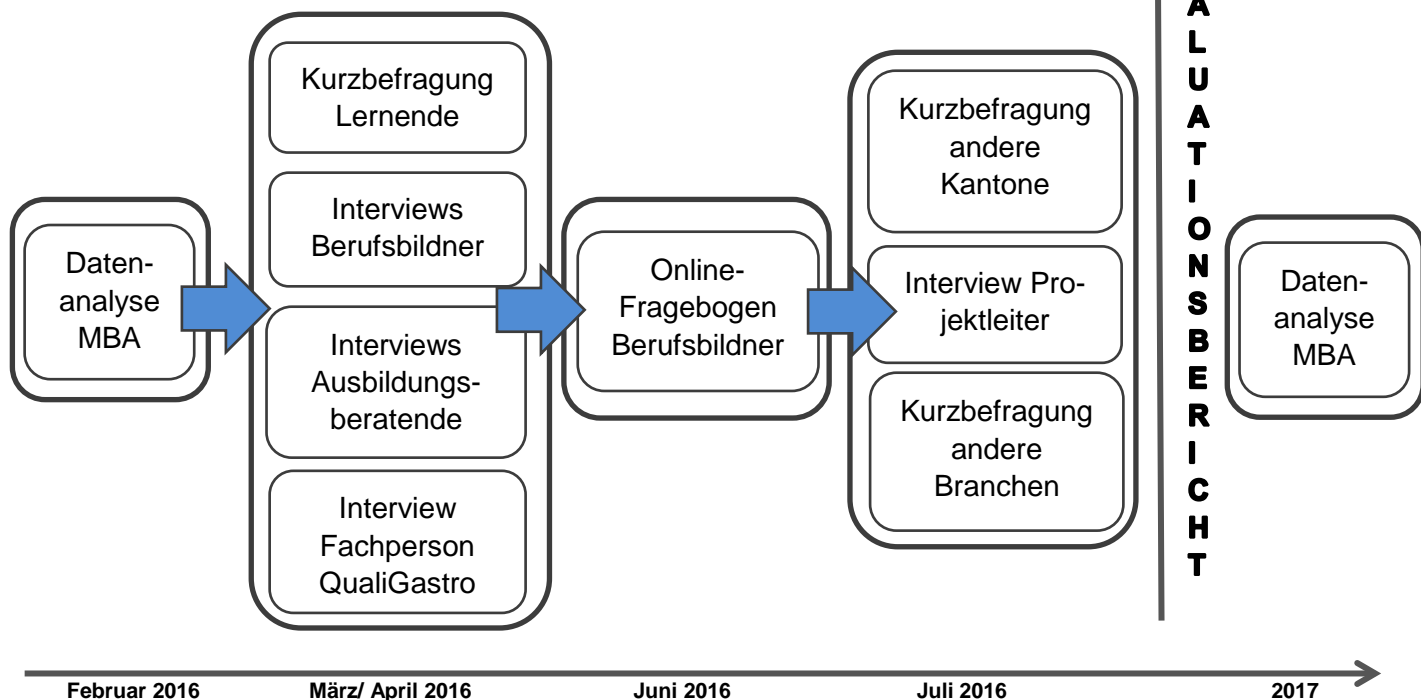 Daten-
analyse
MBA
Kurzbefragung
Lernende
Interviews
Berufsbildner
Interviews
Ausbildungs-
beratende
Interview
Fachperson
QualiGastro
Online-
Fragebogen
Berufsbildner
Kurzbefragung
andere
Kantone
Interview Pro-
jektleiter
Kurzbefragung
andere
Branchen
A
L
U
A
T
I
O
N
S
B
E
R
I
C
H
T
Daten-
analyse
MBA
Februar 2016
März/ April 2016
Juni 2016
Juli 2016
2017